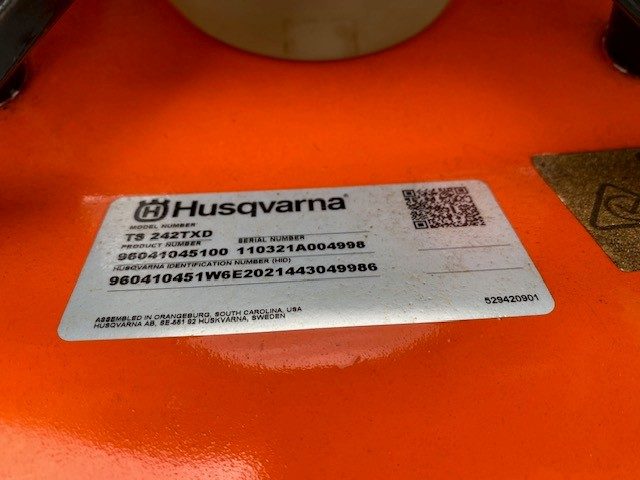 Husqvarna
MODEL NUMBER
TS 242TXD
PRODUCT NUMBER SERIAL NUMBER
96041045100 110321A004998
HUSQVARNA IDENTIFICATION NUMBER (HID)
960410451W6E2021443049986
529420901
ASSEMBLED IN ORANGEBURG, SOUTH CAROLINA, USA
HUSQVARNA AB, SE-561 82 HUSKVARNA, SWEDEN